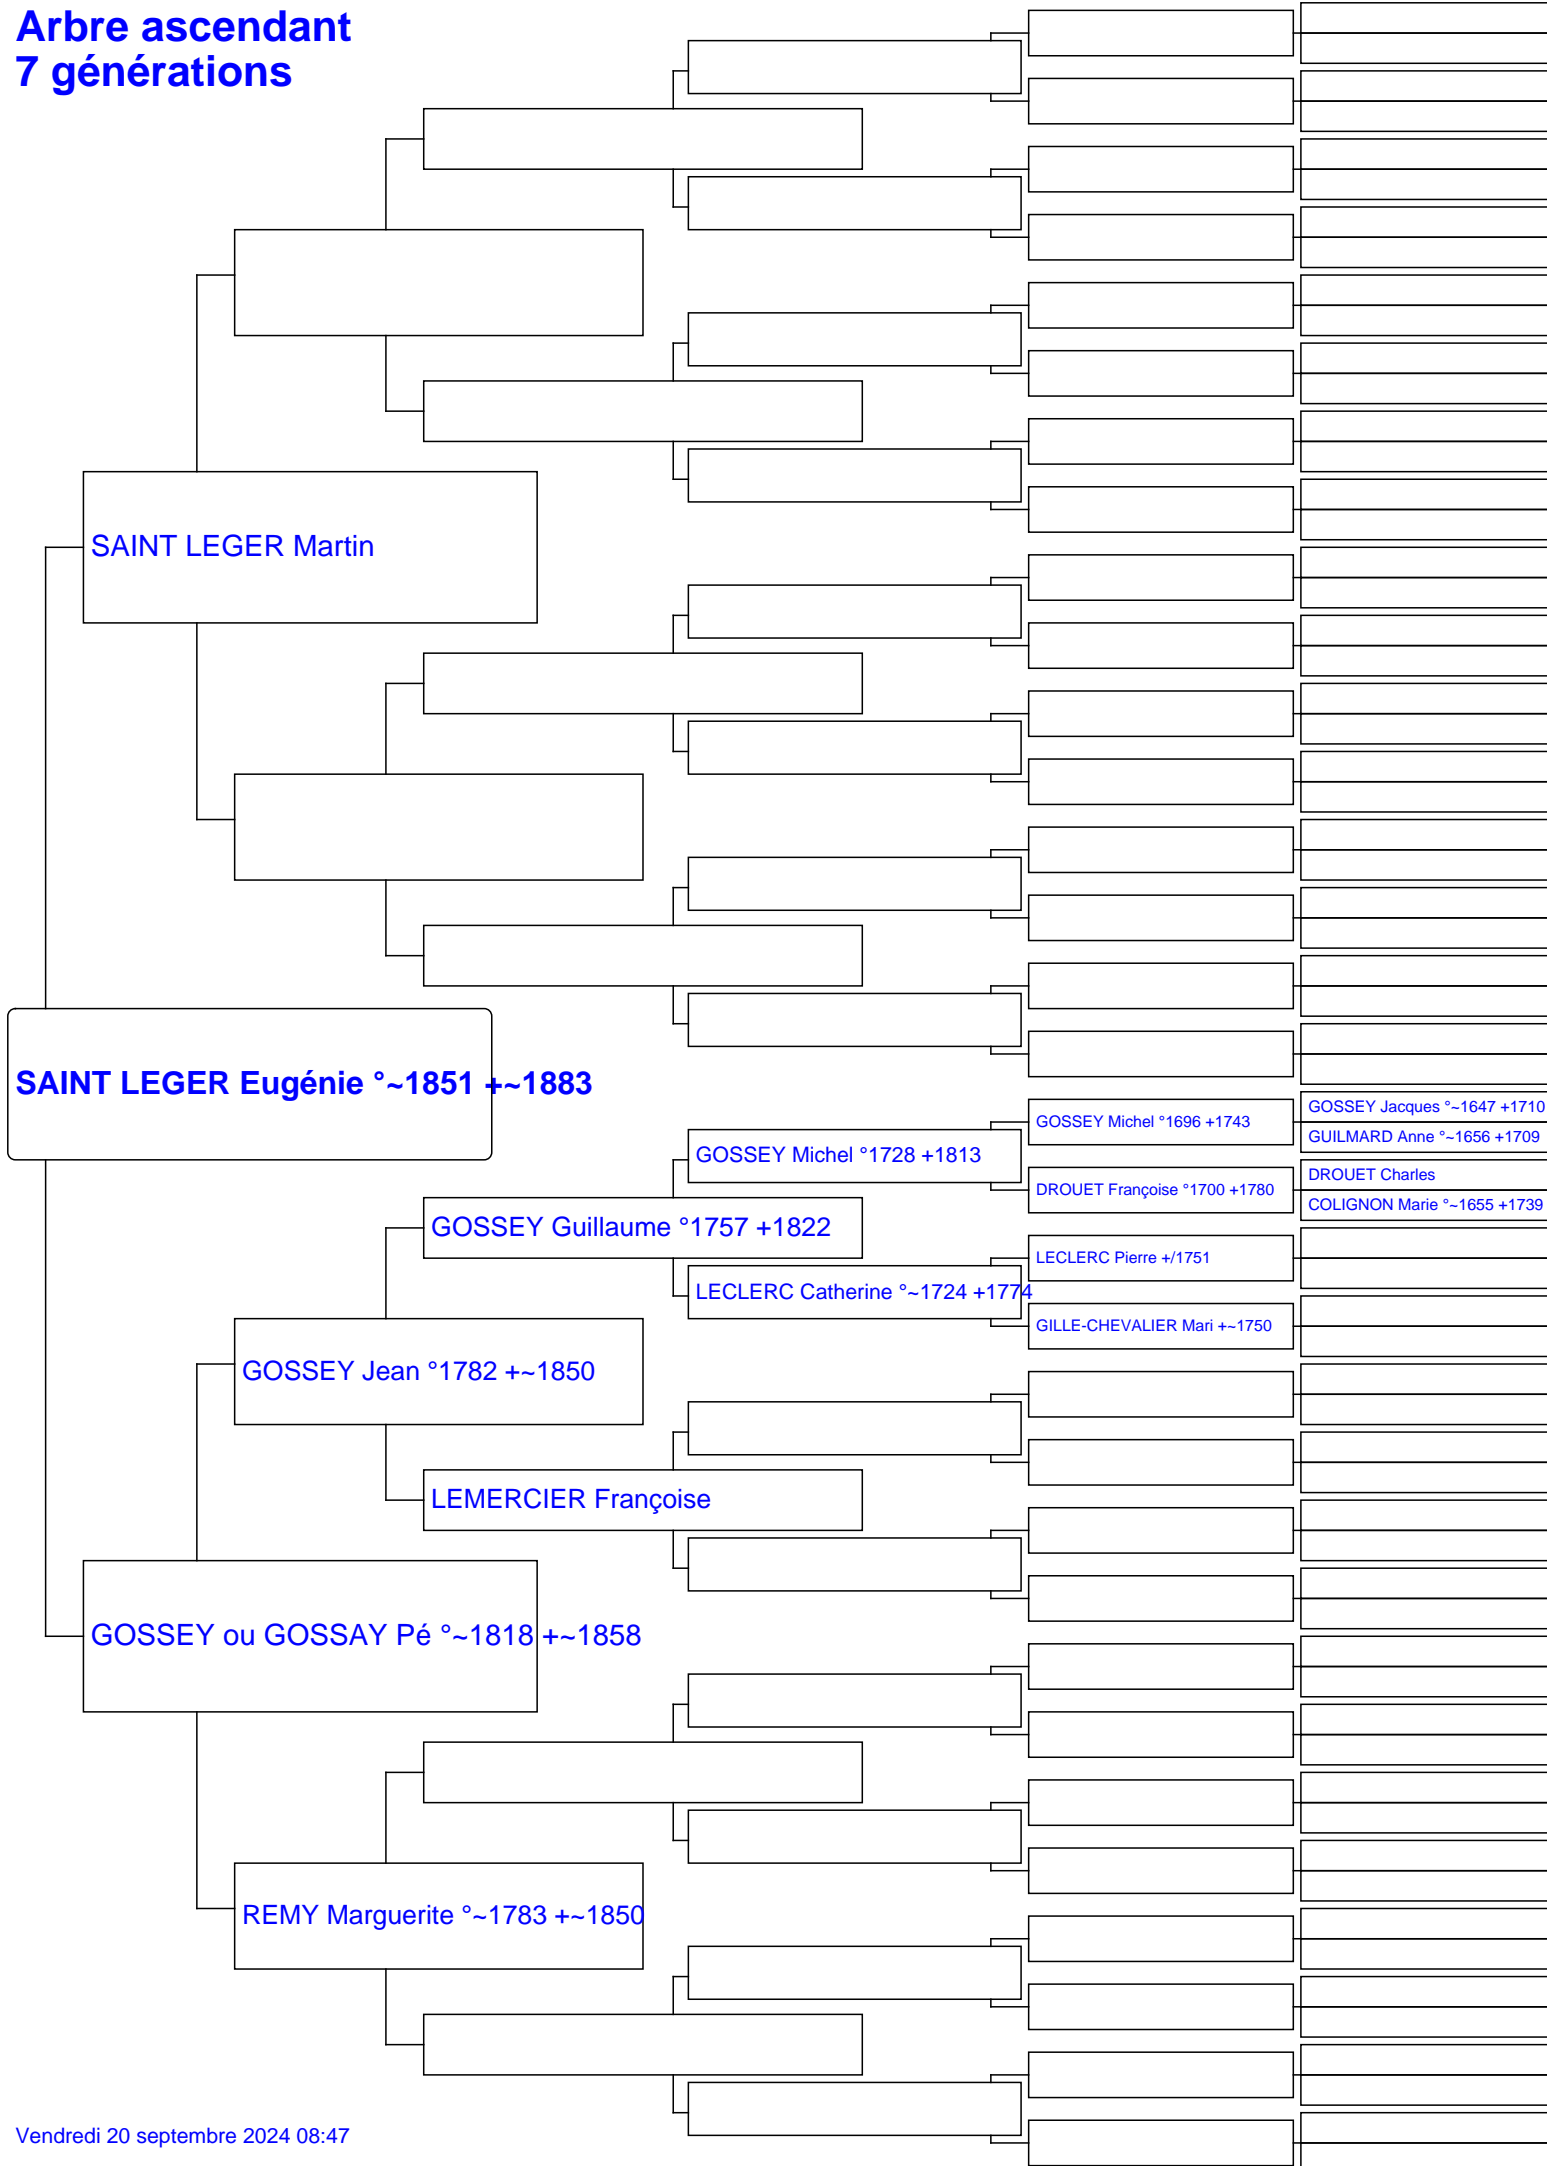 Arbre ascendant
7 générations
SAINT LEGER Martin
SAINT LEGER Eugénie °~1851 +~1883
GOSSEY Jacques °~1647 +1710
GOSSEY Michel °1696 +1743
GUILMARD Anne °~1656 +1709
GOSSEY Michel °1728 +1813
DROUET Charles
DROUET Françoise °1700 +1780
COLIGNON Marie °~1655 +1739
GOSSEY Guillaume °1757 +1822
LECLERC Pierre +/1751
LECLERC Catherine °~1724 +1774
GILLE-CHEVALIER Mari +~1750
GOSSEY Jean °1782 +~1850
LEMERCIER Françoise
GOSSEY ou GOSSAY Pé °~1818 +~1858
REMY Marguerite °~1783 +~1850
Vendredi 20 septembre 2024 08:47